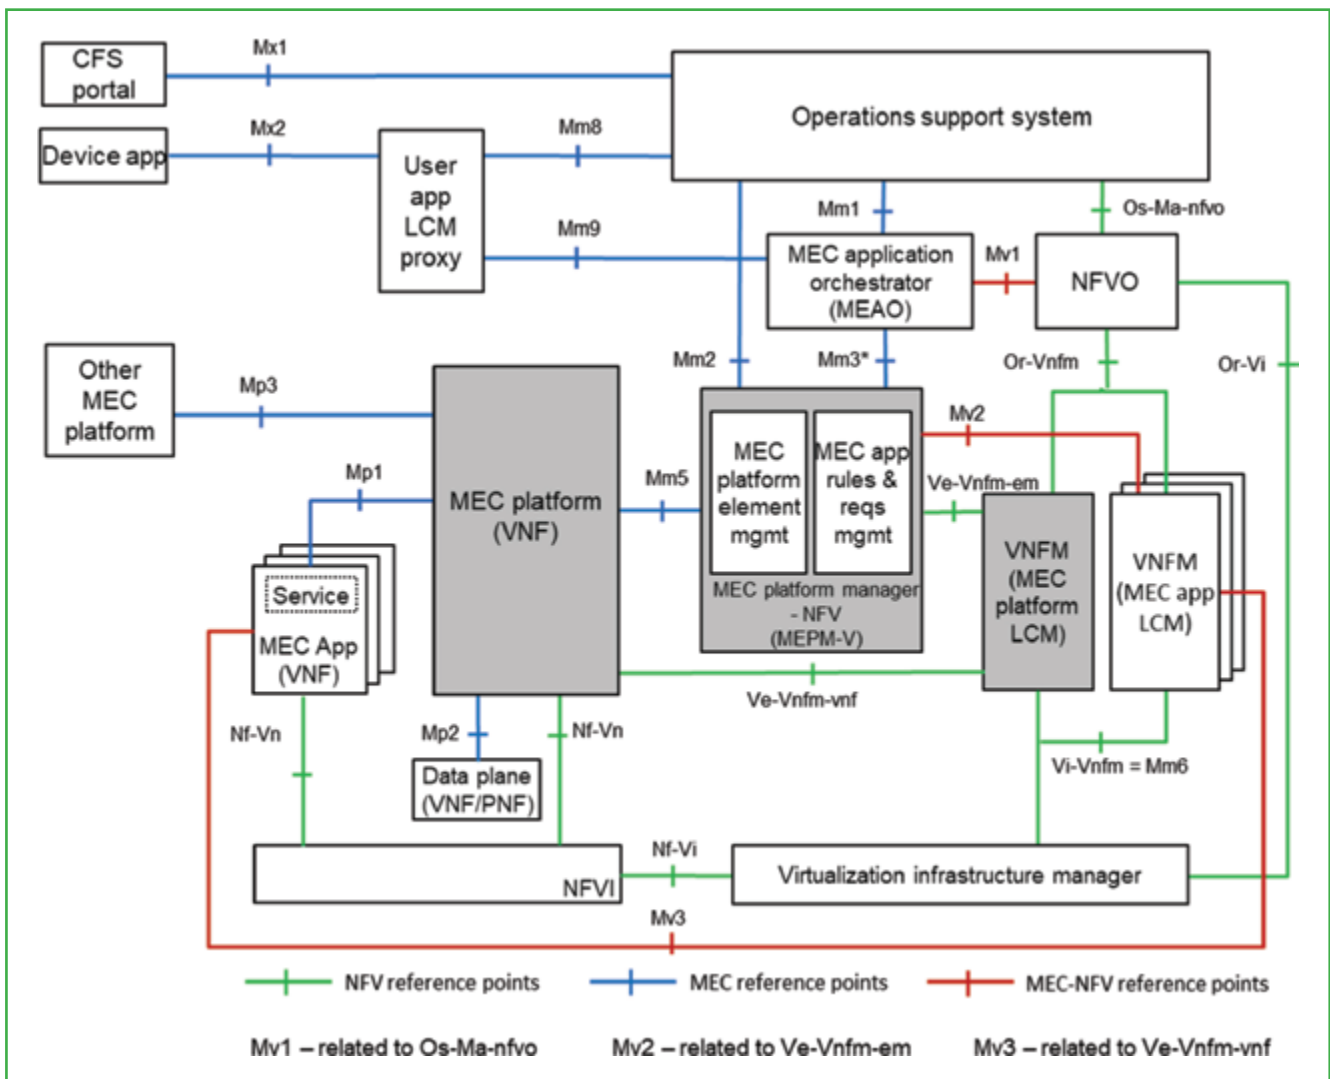 CFS
portal
Mx1
Operations support system
Device app
Mx2
User
app
LCM
proxy
Mm8
Mm9
Mm1
Os-Ma-nfvo
MEC application
orchestrator
(MEAO)
Mv1
NFVO
Other
MEC
platform
Mp3
Mm2
Mm3*
Or-Vnfm
Or-Vi
MEC platform
(VNF)
Mp1
Mm5
MEC
platform
element
mgmt
MEC app
rules &
reqs
mgmt
MEC platform manager
- NFV
(MEPM-V)
Mv2
Ve-Vnfm-em
VNFM
(MEC
platform
LCM)
VNFM
(MEC app
LCM)
Service
MEC App
(VNF)
Ve-Vnfm-vnf
Nf-Vn
Mp2
Nf-Vn
Data plane
(VNF/PNF)
Vi-Vnfm = Mm6
NFVI
Nf-Vi
Virtualization infrastructure manager
Mv3
NFV reference points
MEC reference points
MEC-NFV reference points
Mv1 – related to Os-Ma-nfvo
Mv2 – related to Ve-Vnfm-em
Mv3 – related to Ve-Vnfm-vnf